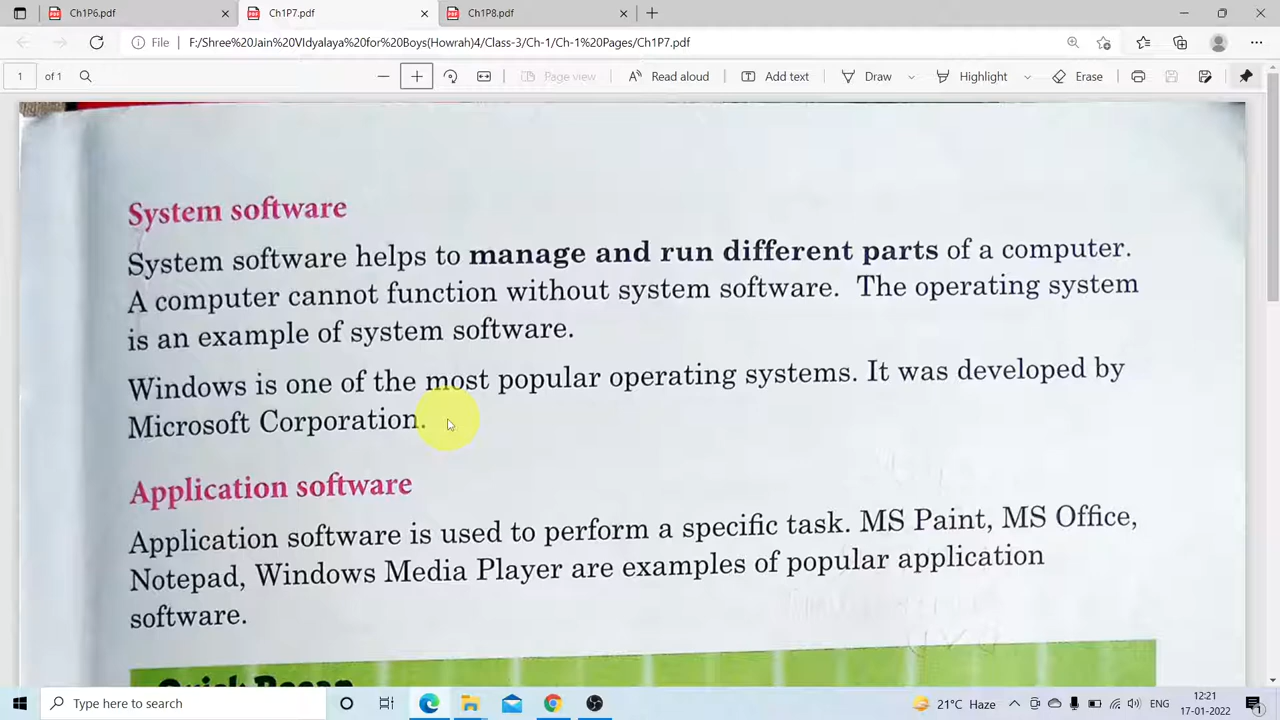 Ch1P6.pdf
Ch1P7.pdf
Ch1P8.pdf
File F:/Shree%20Jain%20VIdyalaya%20for%20Boys(Howrah)4/Class-3/Ch-1/Ch-1%20Pages/Ch1P7.pdf
1 of 1 Page view Read aloud Add text Draw Highlight Erase
System software
System software helps to manage and run different parts of a computer.
A computer cannot function without system software. The operating system
is an example of system software.
Windows is one of the most popular operating systems. It was developed by
Microsoft Corporation.
Application software
Application software is used to perform a specific task. MS Paint, MS Office,
Notepad, Windows Media Player are examples of popular application
software.
Quick Recap
Type here to search 21°C Haze ENG 12:21
17-01-2022 1